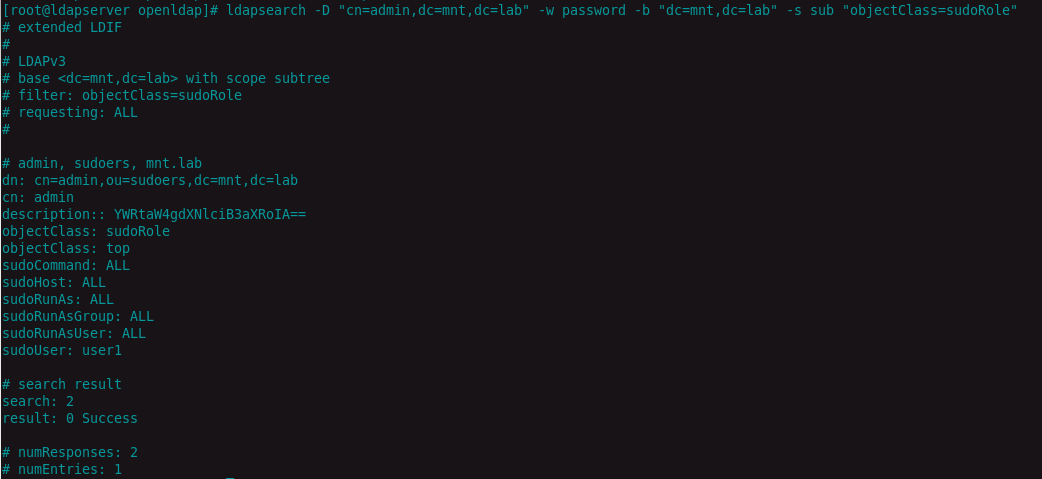 [root@ldapserver openldap]# ldapsearch -D "cn=admin,dc=mnt,dc=lab" -w password -b "dc=mnt,dc=lab" -s sub "objectClass=sudoRole"
# extended LDIF
#
# LDAPv3
# base <dc=mnt,dc=lab> with scope subtree
# filter: objectClass=sudoRole
# requesting: ALL
#
# admin, sudoers, mnt.lab
dn: cn=admin,ou=sudoers,dc=mnt,dc=lab
cn: admin
description:: YWRtaW4gdXNlciB3aXRoIA==
objectClass: sudoRole
objectClass: top
sudoCommand: ALL
sudoHost: ALL
sudoRunAs: ALL
sudoRunAsGroup: ALL
sudoRunAsUser: ALL
sudoUser: user1
# search result
search: 2
result: 0 Success
# numResponses: 2
# numEntries: 1